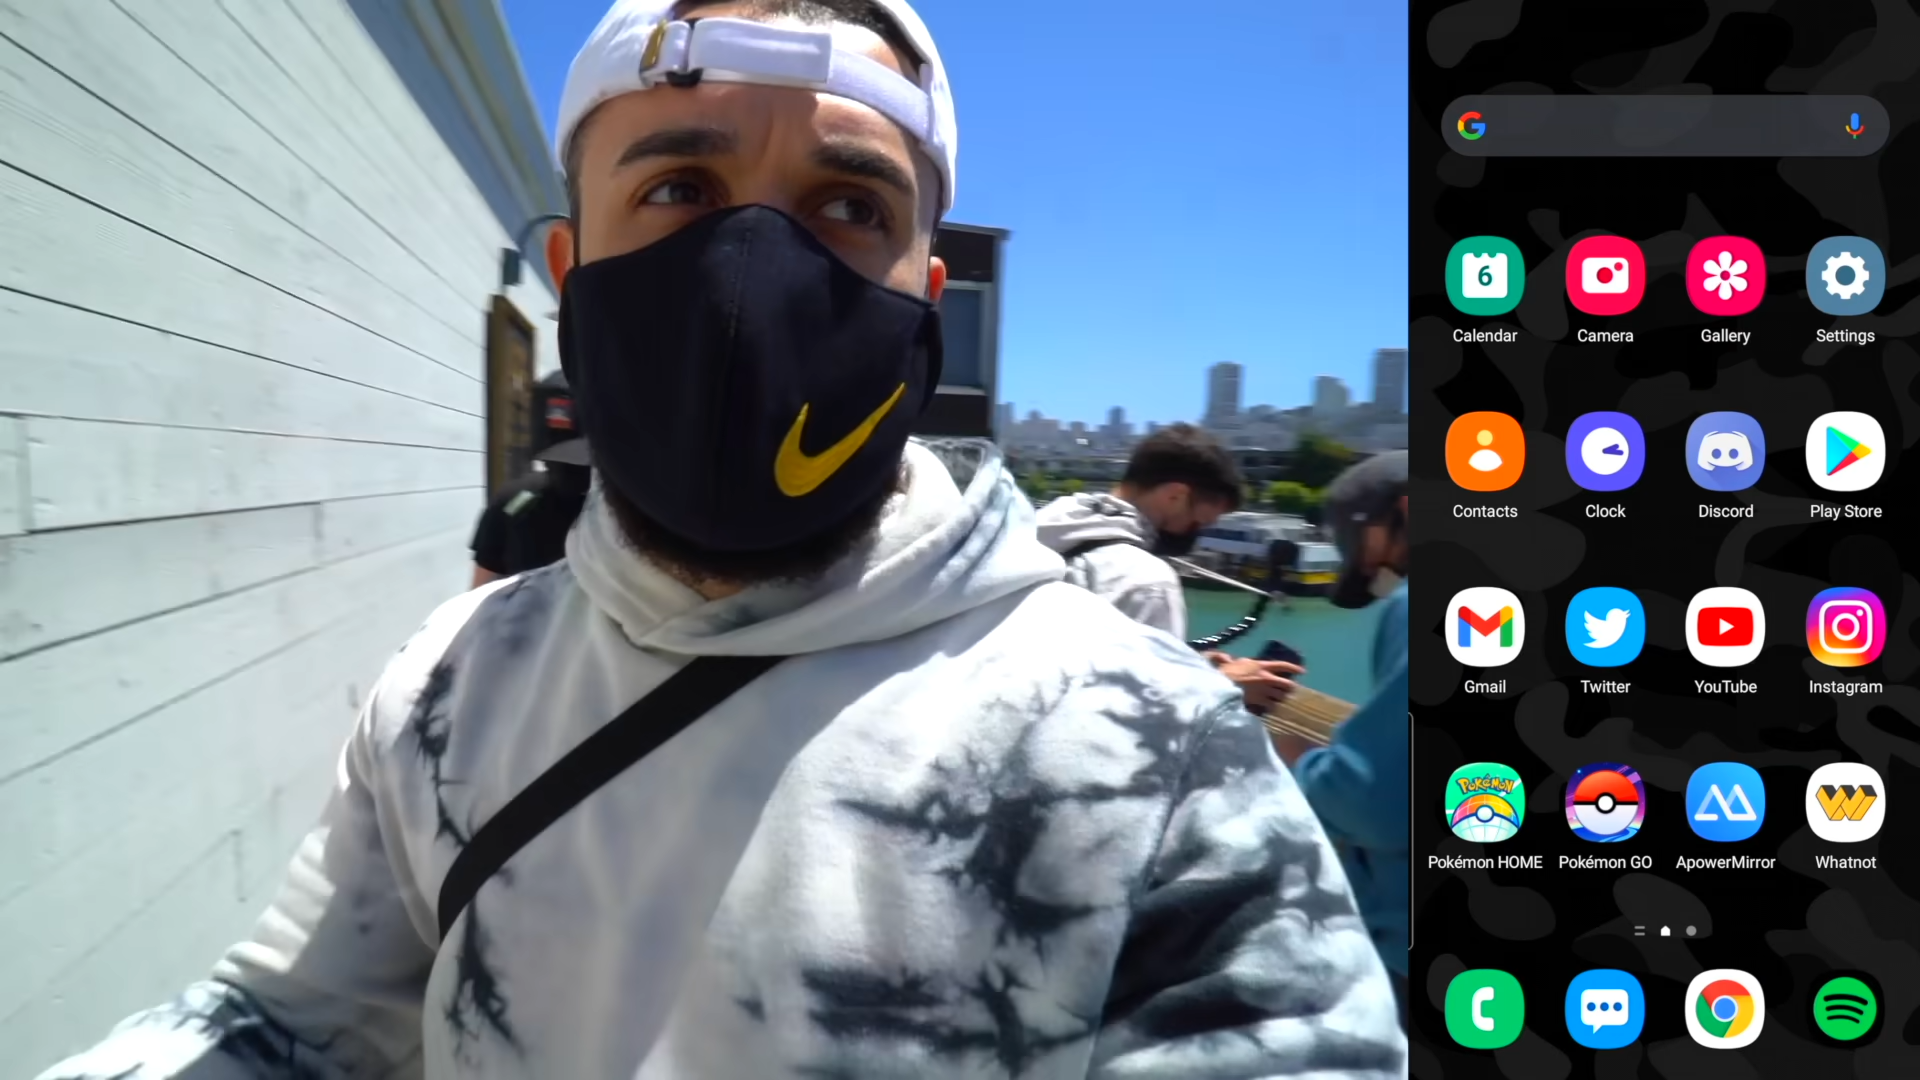 6
Calendar Camera Gallery Settings
Contacts Clock Discord Play Store
Gmail Twitter YouTube Instagram
POKéMON
Pokémon HOME Pokémon GO ApowerMirror Whatnot